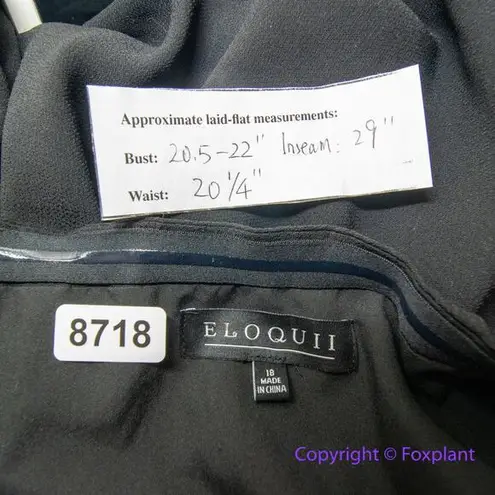 Approximate laid-flat measurements:
Bust: 20.5-22" Inseam: 29"
Waist: 20 1/4"
8718
ELOQUII
18
MADE
IN CHINA
Copyright © Foxplant